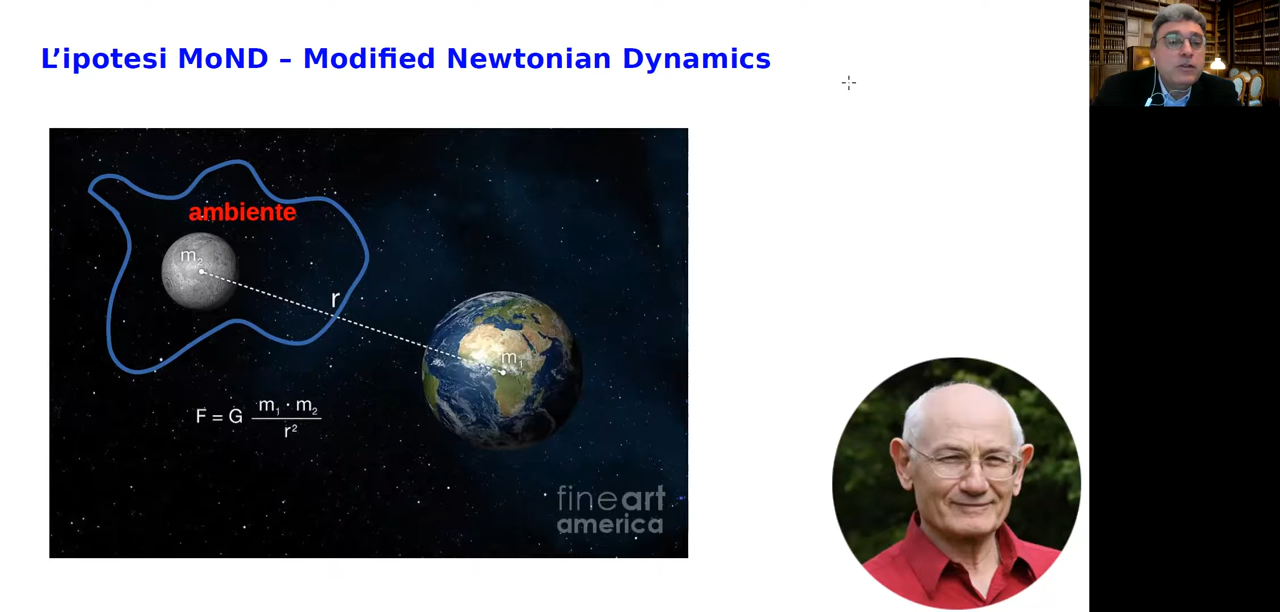 L’ipotesi MoND – Modified Newtonian Dynamics
ambiente
m₂
r
m₁
F = G m₁ · m₂
r²
fineart
america